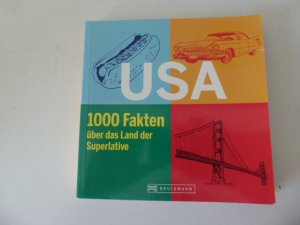 USA
1000 Fakten
über das Land der
Superlative
BRUCKMANN